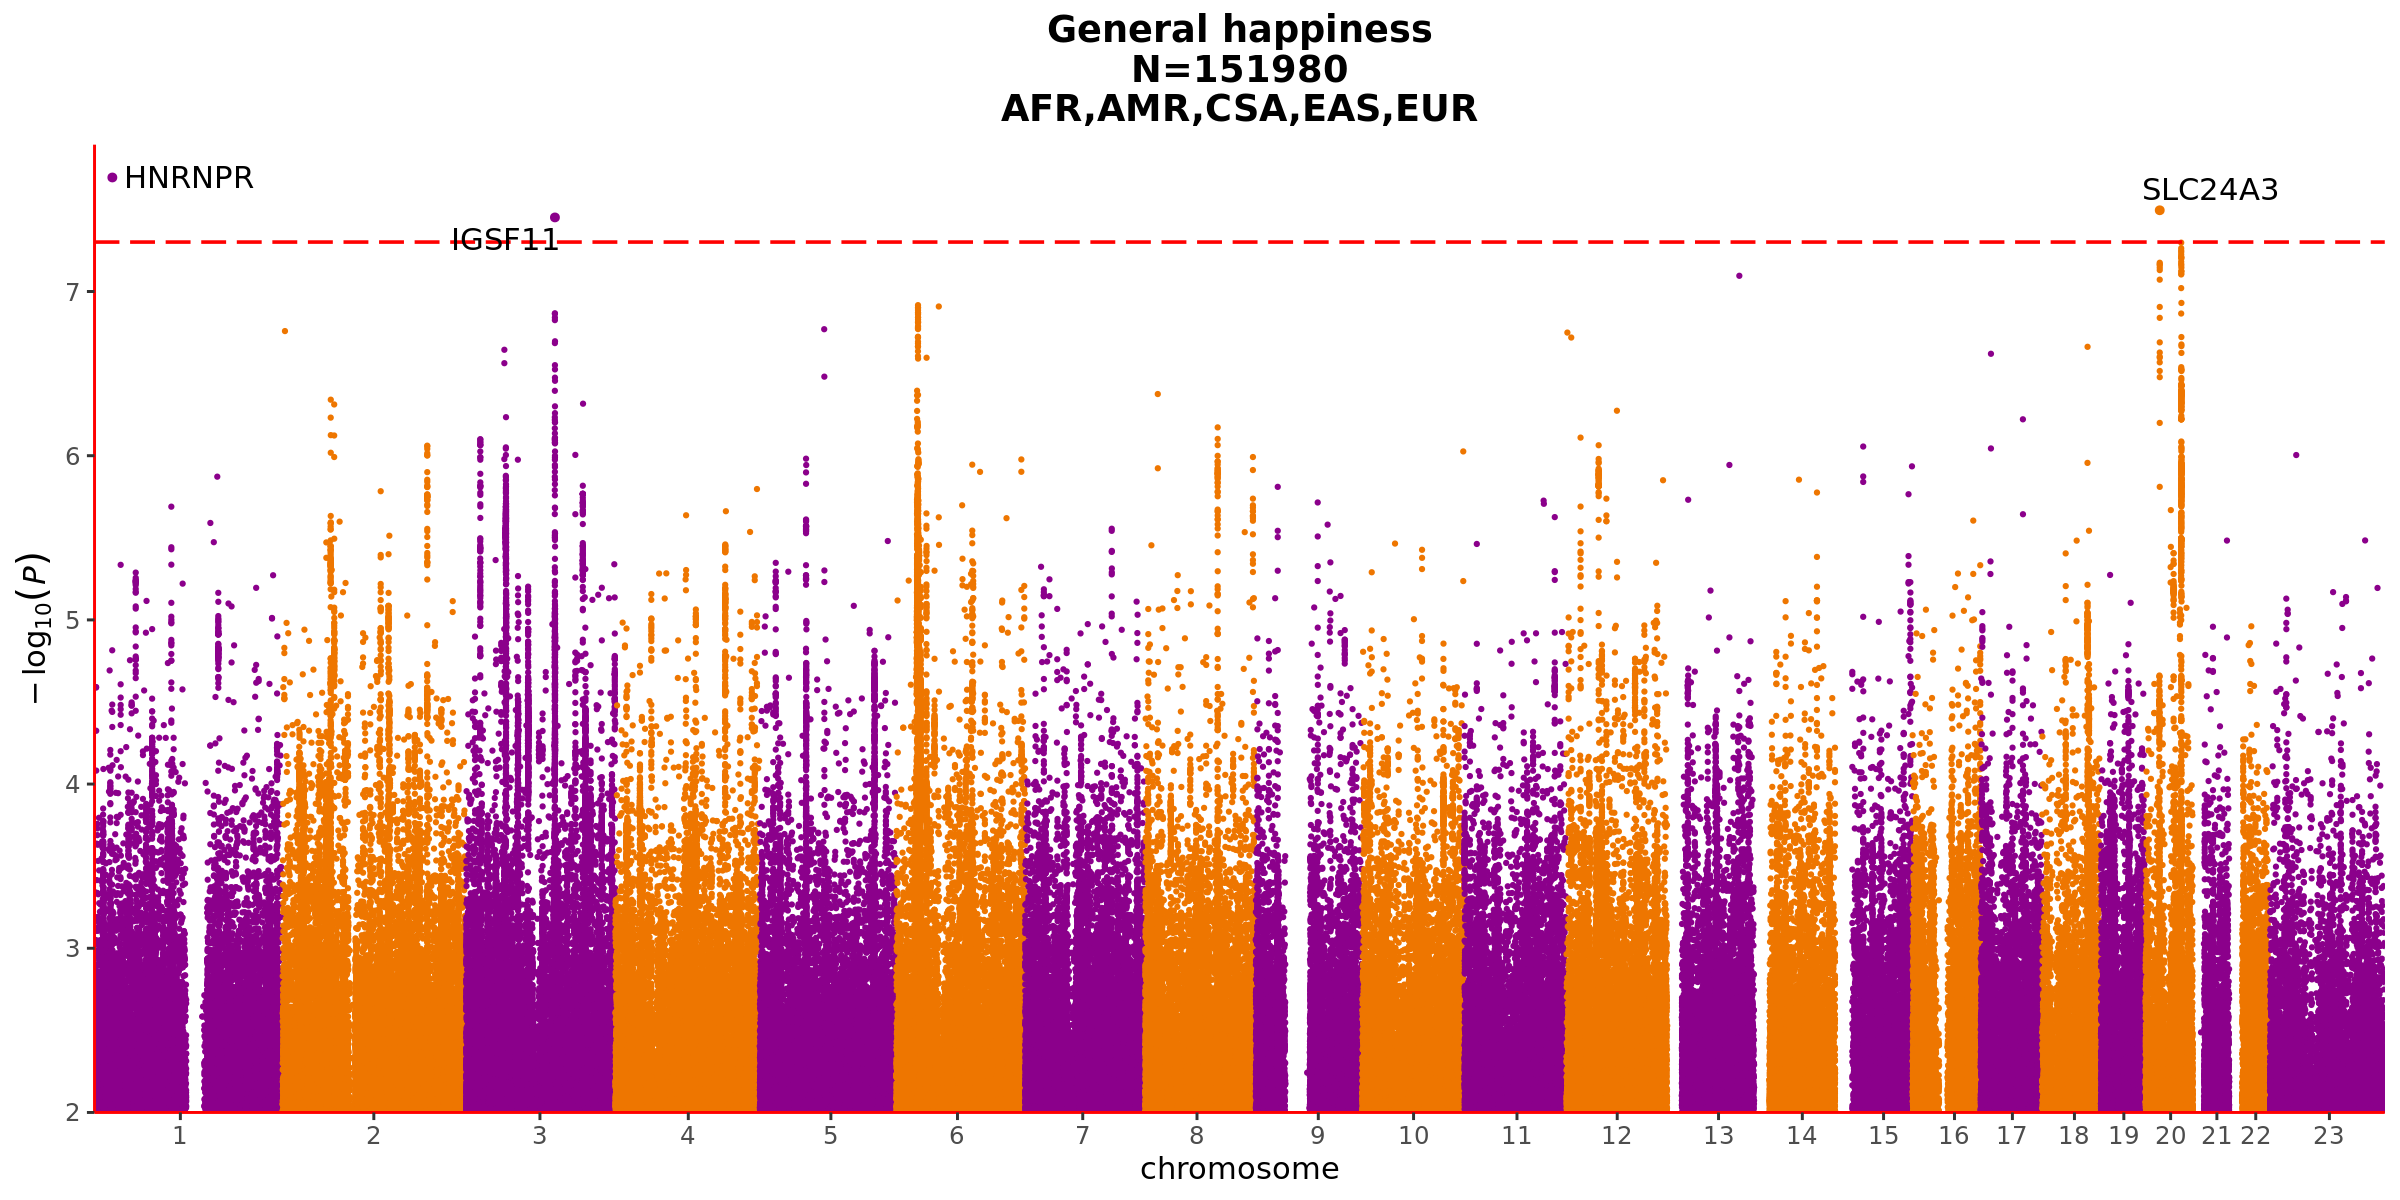 General happiness
N=151980
AFR,AMR,CSA,EAS,EUR
HNRNPR
SLC24A3
IGSF11
7
6
5
4
3
2
−log₁₀(P)
1 2 3 4 5 6 7 8 9 10 11 12 13 14 15 16 17 18 19 20 21 22 23
chromosome